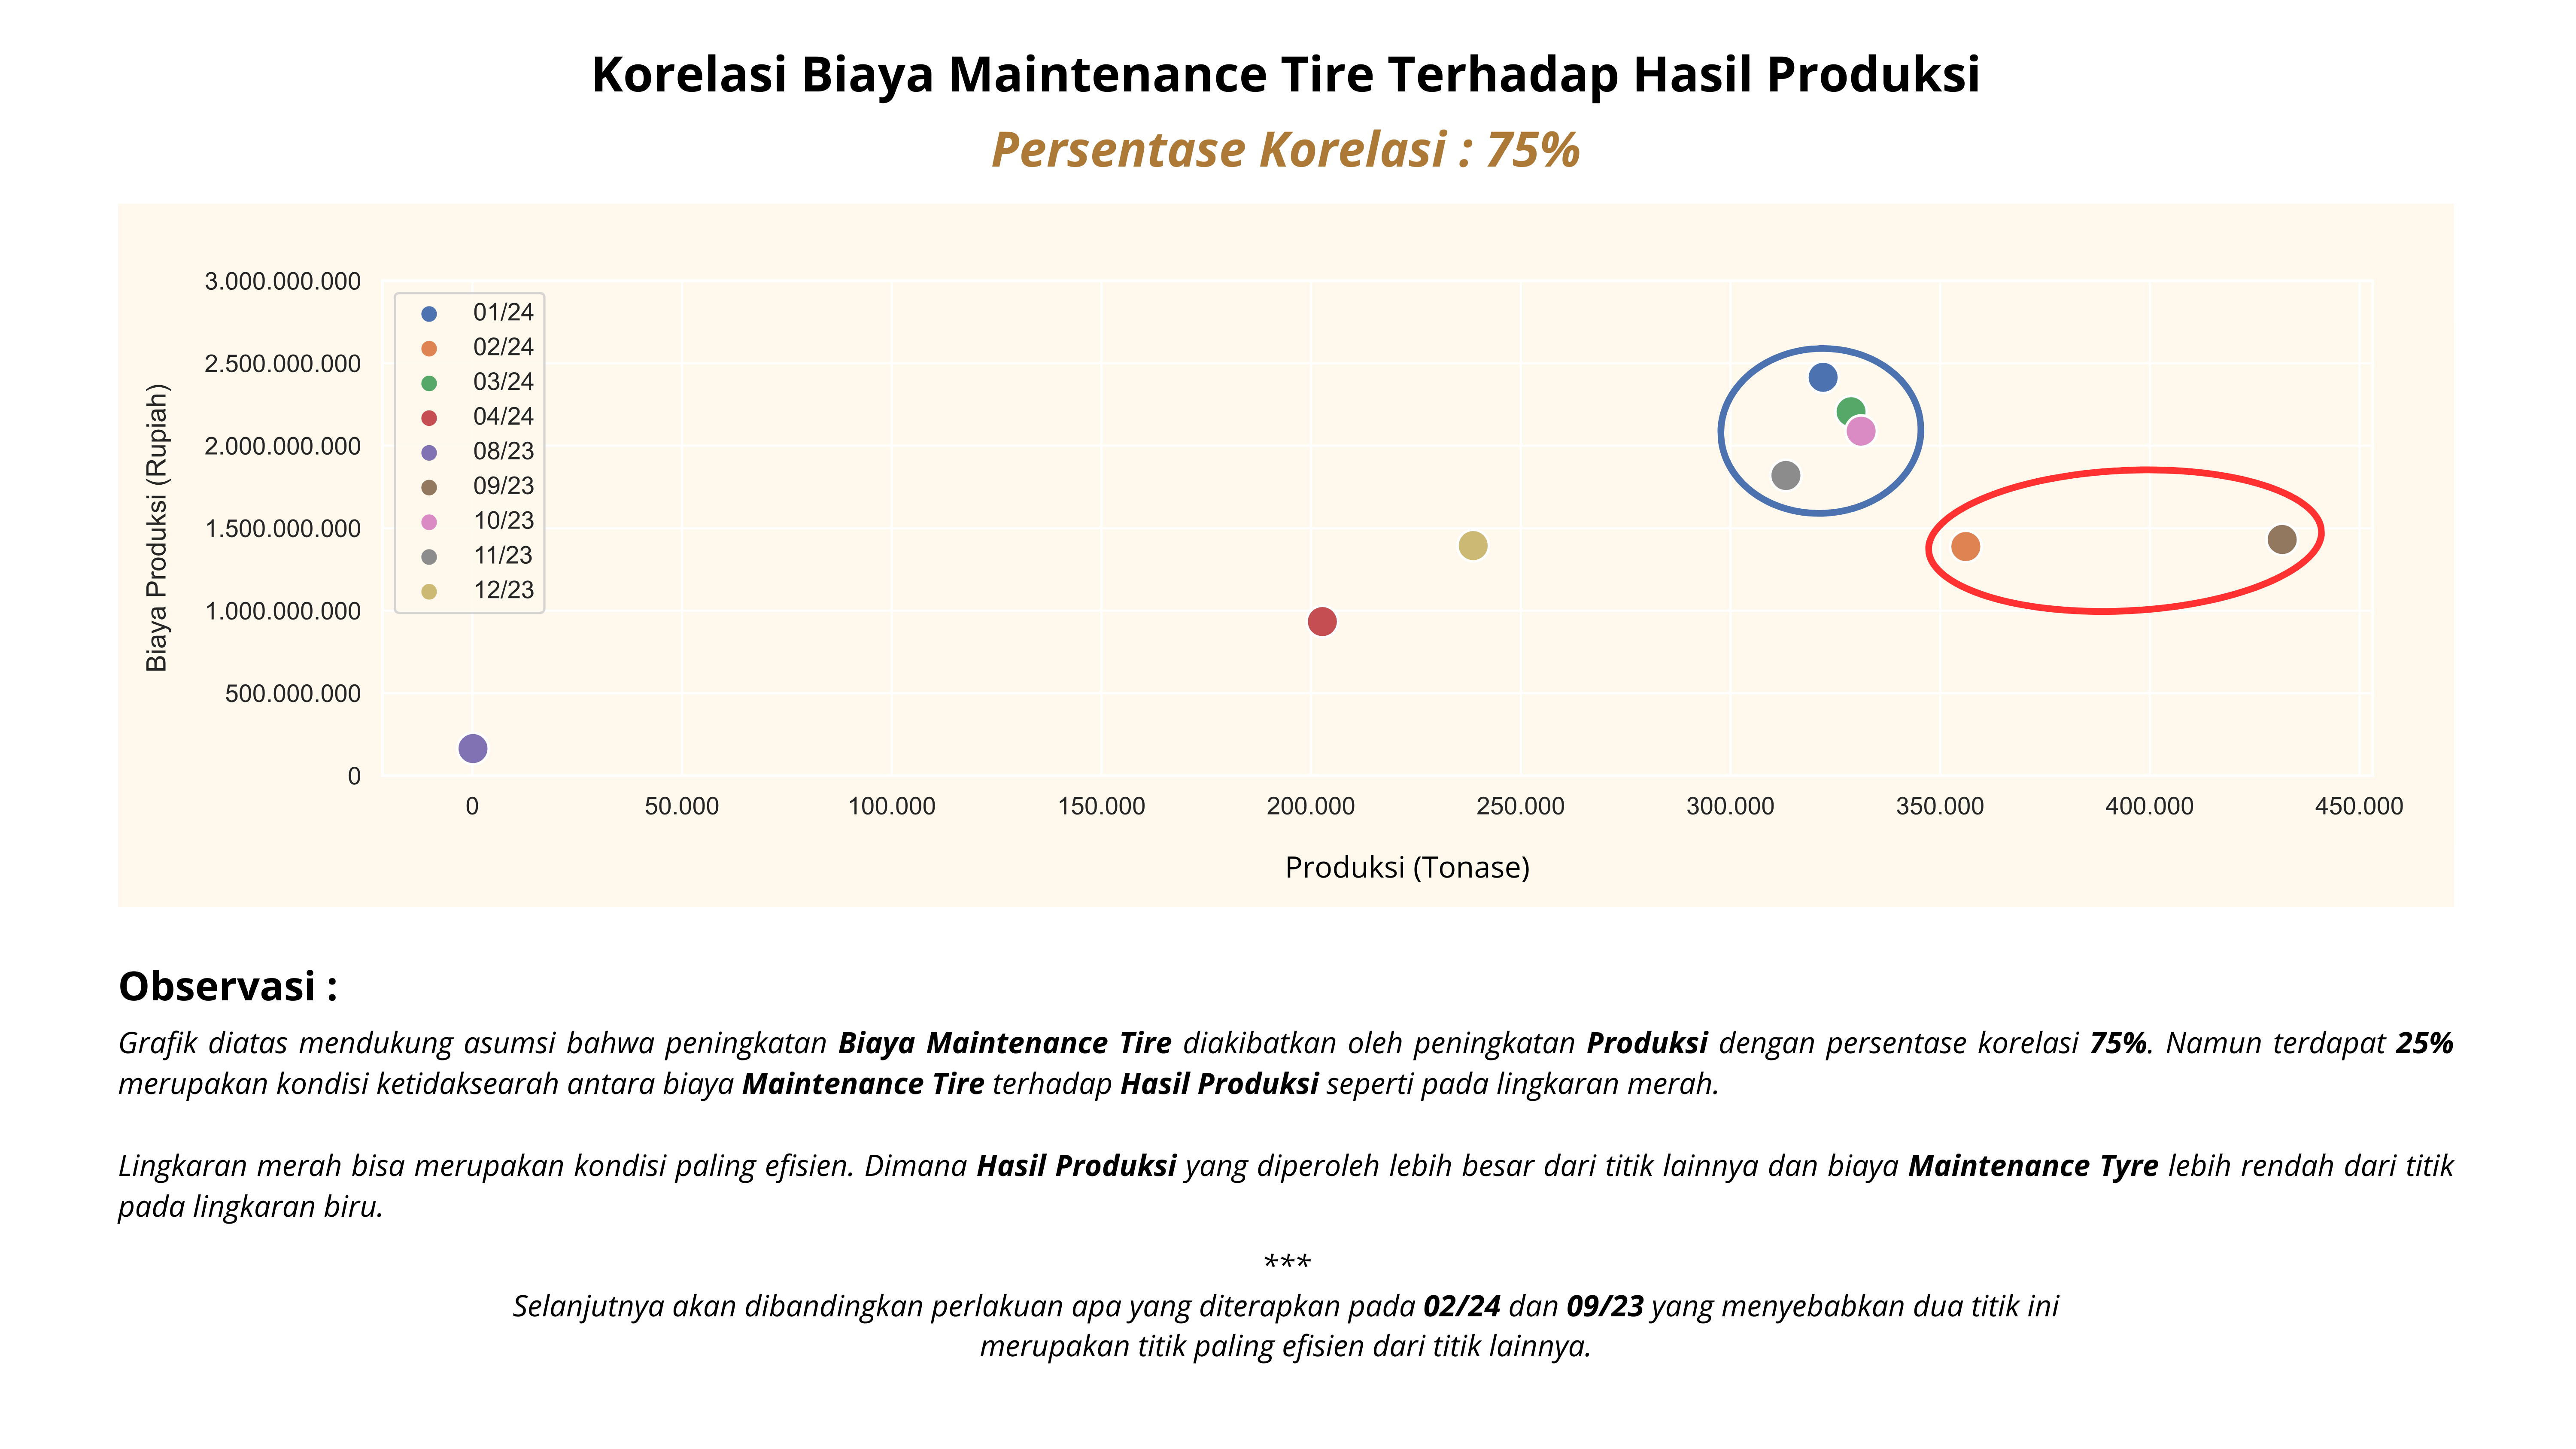 Korelasi Biaya Maintenance Tire Terhadap Hasil Produksi
Persentase Korelasi : 75%
3.000.000.000
2.500.000.000
2.000.000.000
1.500.000.000
1.000.000.000
500.000.000
0
Biaya Produksi (Rupiah)
01/24
02/24
03/24
04/24
08/23
09/23
10/23
11/23
12/23
0 50.000 100.000 150.000 200.000 250.000 300.000 350.000 400.000 450.000
Produksi (Tonase)
Observasi :
Grafik diatas mendukung asumsi bahwa peningkatan Biaya Maintenance Tire diakibatkan oleh peningkatan Produksi dengan persentase korelasi 75%. Namun terdapat 25%
merupakan kondisi ketidaksearah antara biaya Maintenance Tire terhadap Hasil Produksi seperti pada lingkaran merah.
Lingkaran merah bisa merupakan kondisi paling efisien. Dimana Hasil Produksi yang diperoleh lebih besar dari titik lainnya dan biaya Maintenance Tyre lebih rendah dari titik
pada lingkaran biru.
***
Selanjutnya akan dibandingkan perlakuan apa yang diterapkan pada 02/24 dan 09/23 yang menyebabkan dua titik ini
merupakan titik paling efisien dari titik lainnya.